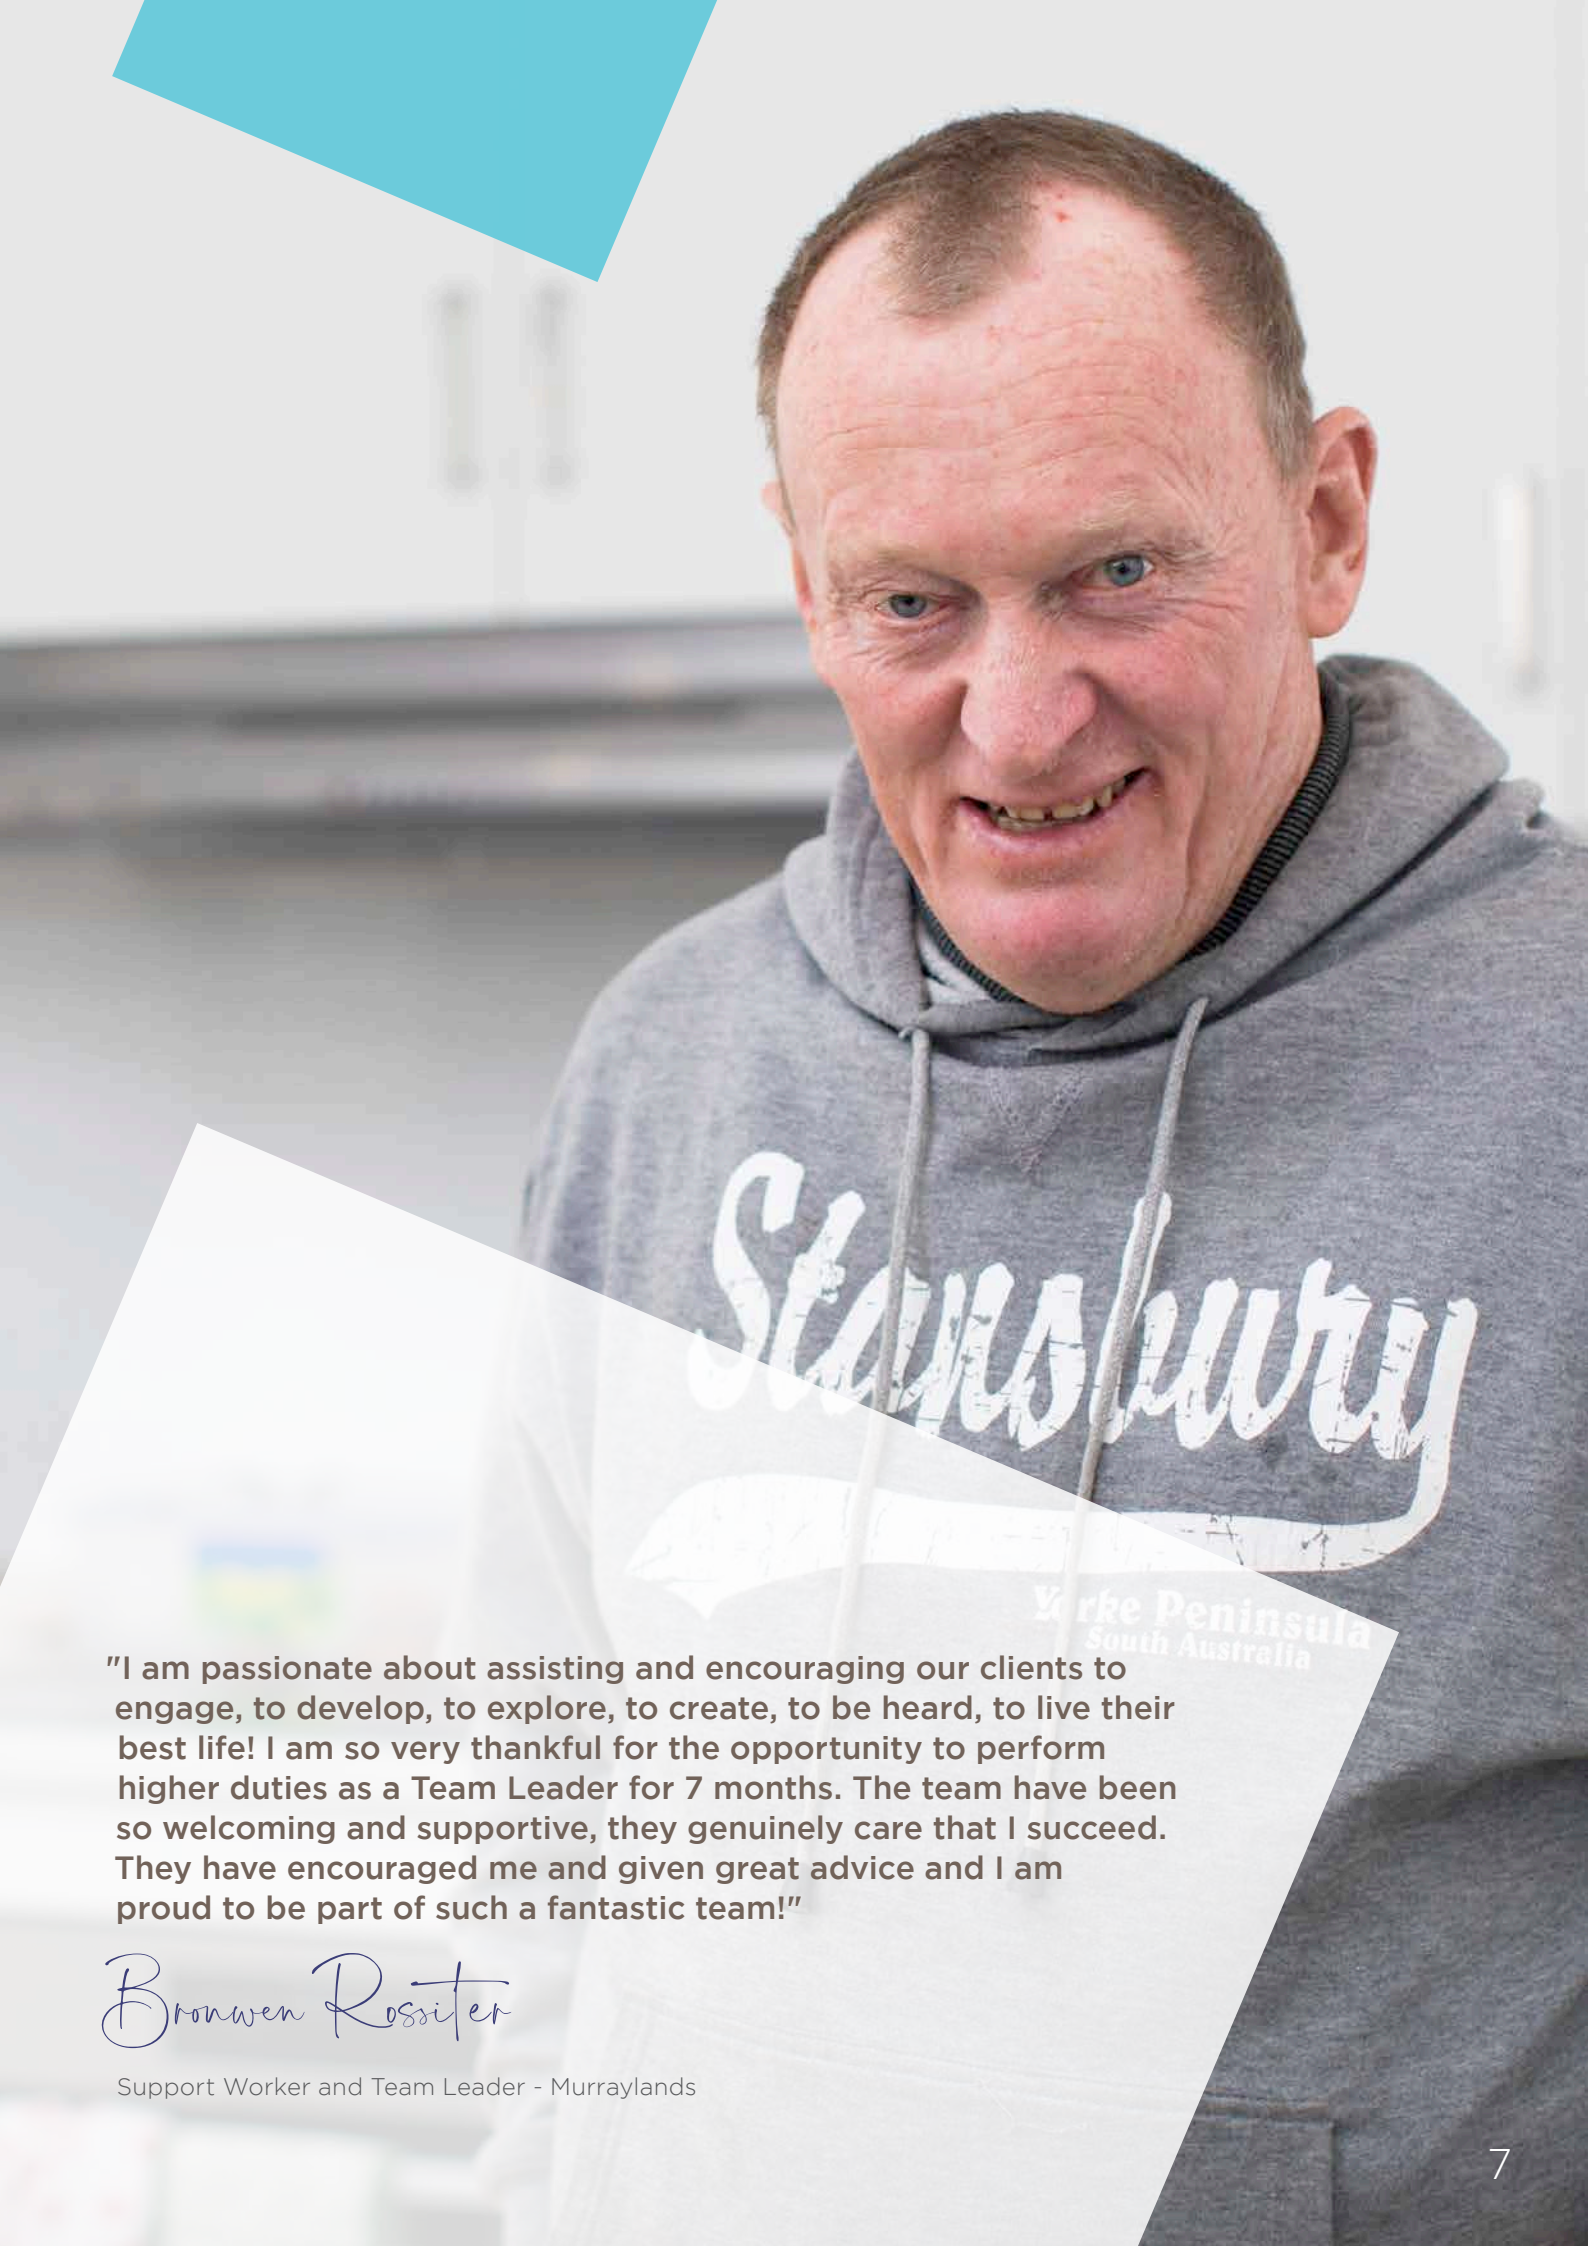 Stansbury
Yorke Peninsula
South Australia
"I am passionate about assisting and encouraging our clients to
engage, to develop, to explore, to create, to be heard, to live their
best life! I am so very thankful for the opportunity to perform
higher duties as a Team Leader for 7 months. The team have been
so welcoming and supportive, they genuinely care that I succeed.
They have encouraged me and given great advice and I am
proud to be part of such a fantastic team!"
Bronwen Rossiter
Support Worker and Team Leader - Murraylands
7